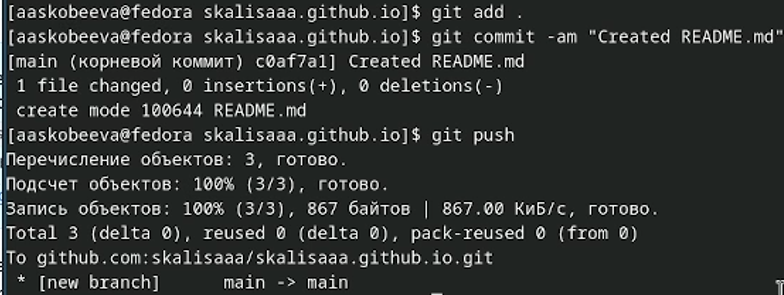 [aaskobeeva@fedora skalisaaa.github.io]$ git add .
[aaskobeeva@fedora skalisaaa.github.io]$ git commit -am "Created README.md"
[main (корневой коммит) c0af7a1] Created README.md
 1 file changed, 0 insertions(+), 0 deletions(-)
 create mode 100644 README.md
[aaskobeeva@fedora skalisaaa.github.io]$ git push
Перечисление объектов: 3, готово.
Подсчет объектов: 100% (3/3), готово.
Запись объектов: 100% (3/3), 867 байтов | 867.00 КиБ/с, готово.
Total 3 (delta 0), reused 0 (delta 0), pack-reused 0 (from 0)
To github.com:skalisaaa/skalisaaa.github.io.git
 * [new branch]      main -> main